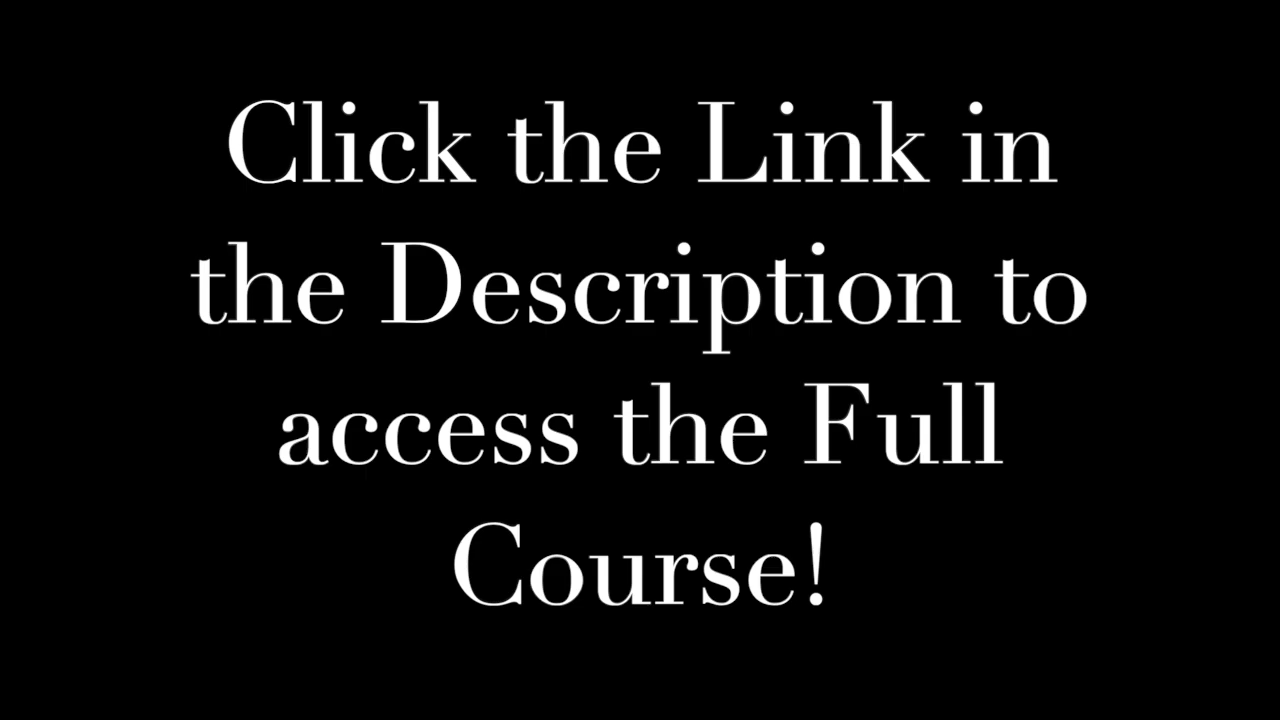 Click the Link in
the Description to
access the Full
Course!